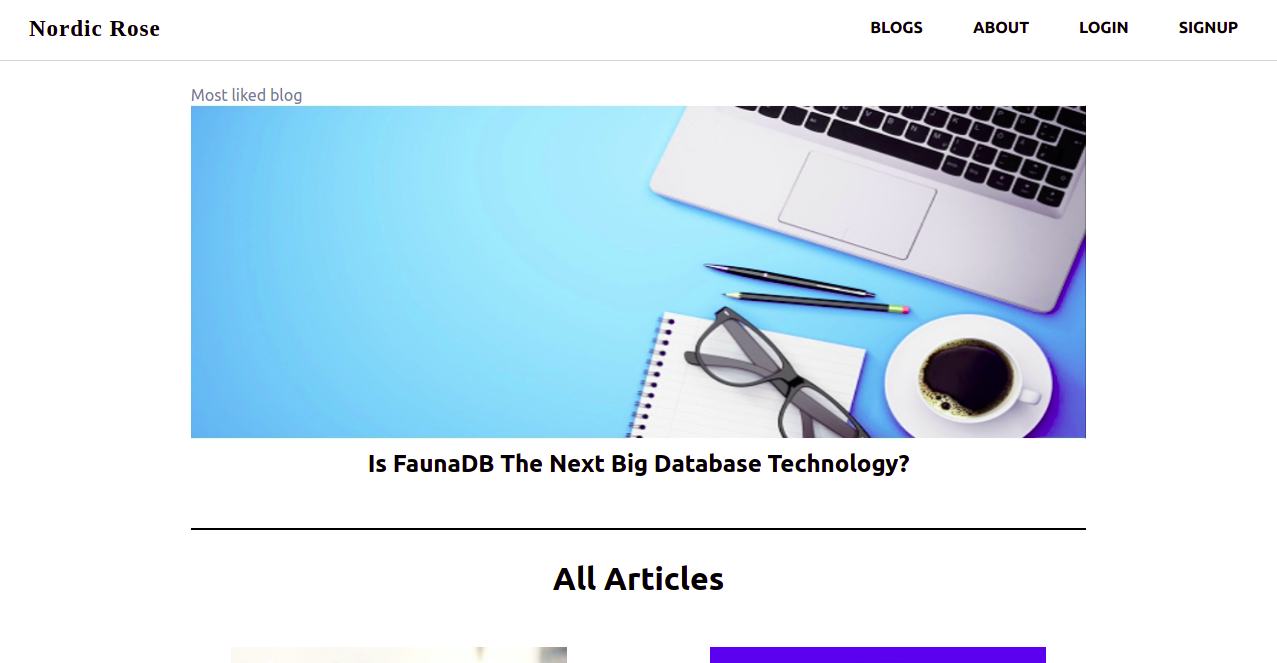 Nordic Rose
BLOGS ABOUT LOGIN SIGNUP
Most liked blog
Is FaunaDB The Next Big Database Technology?
All Articles